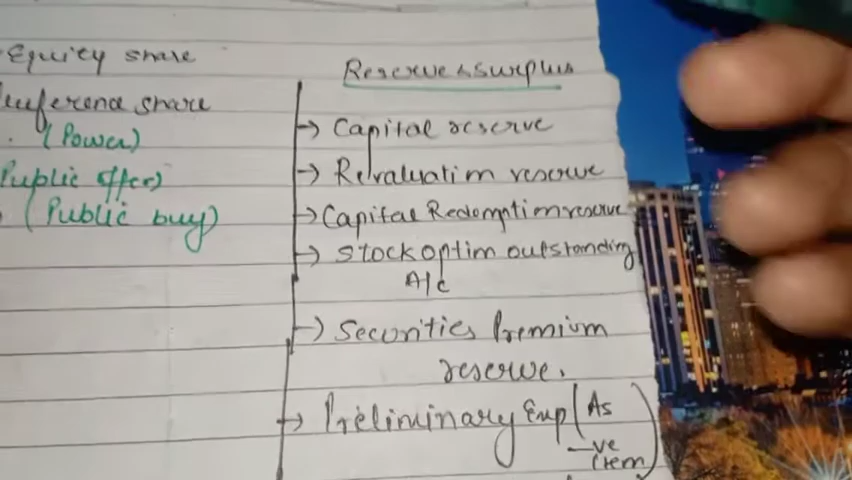 Equity share
Preference share
(Power)
Public offer)
(Public buy)
Reserve & surplus
→ Capital reserve
→ Revaluation reserve
→ Capital Redemption reserve
→ Stock option outstanding
A/c
→ Securities Premium
reserve.
→ Preliminary Exp (As
-ve
item)